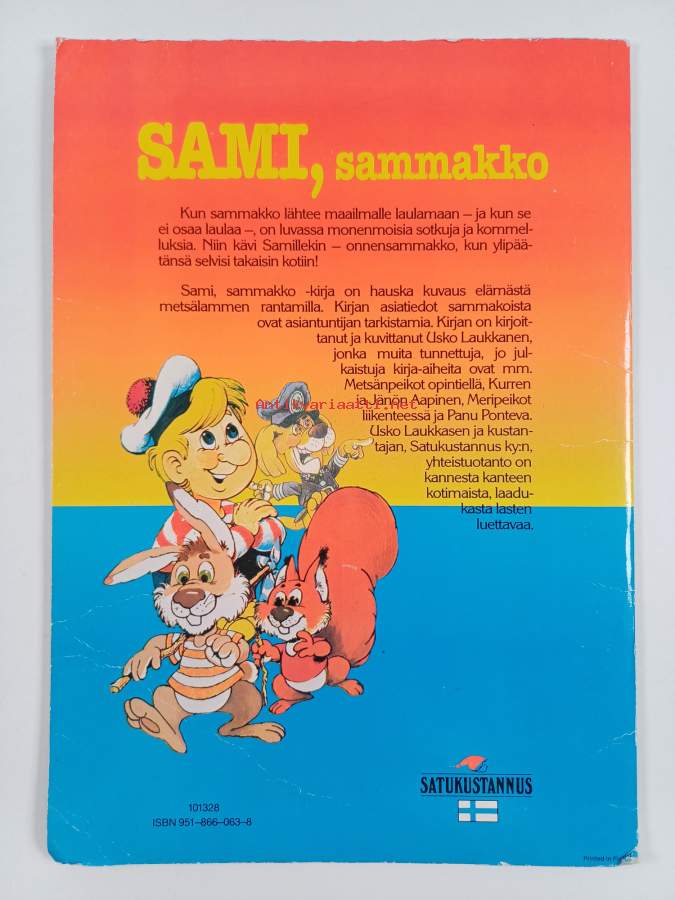 SAMI, sammakko
Kun sammakko lähtee maailmalle laulamaan – ja kun se
ei osaa laulaa –, on luvassa monenmoisia sotkuja ja kommel-
luksia. Niin kävi Samillekin – onnensammakko, kun ylipää-
tänsä selvisi takaisin kotiin!
Sami, sammakko -kirja on hauska kuvaus elämästä
metsälammen rantamilla. Kirjan asiatiedot sammakoista
ovat asiantuntijan tarkistamia. Kirjan on kirjoit-
tanut ja kuvittanut Usko Laukkanen,
jonka muita tunnettuja, jo jul-
kaistuja kirja-aiheita ovat mm.
Metsänpeikot opintiellä, Kurren
ja Jänön Aapinen, Meripeikot
Antikvariaatti.net
liikenteessä ja Panu Ponteva.
Usko Laukkasen ja kustan-
tajan, Satukustannus ky:n,
yhteistuotanto on
kannesta kanteen
kotimaista, laadu-
kasta lasten
luettavaa.
SATUKUSTANNUS
101328
ISBN 951–866–063–8
Printed in